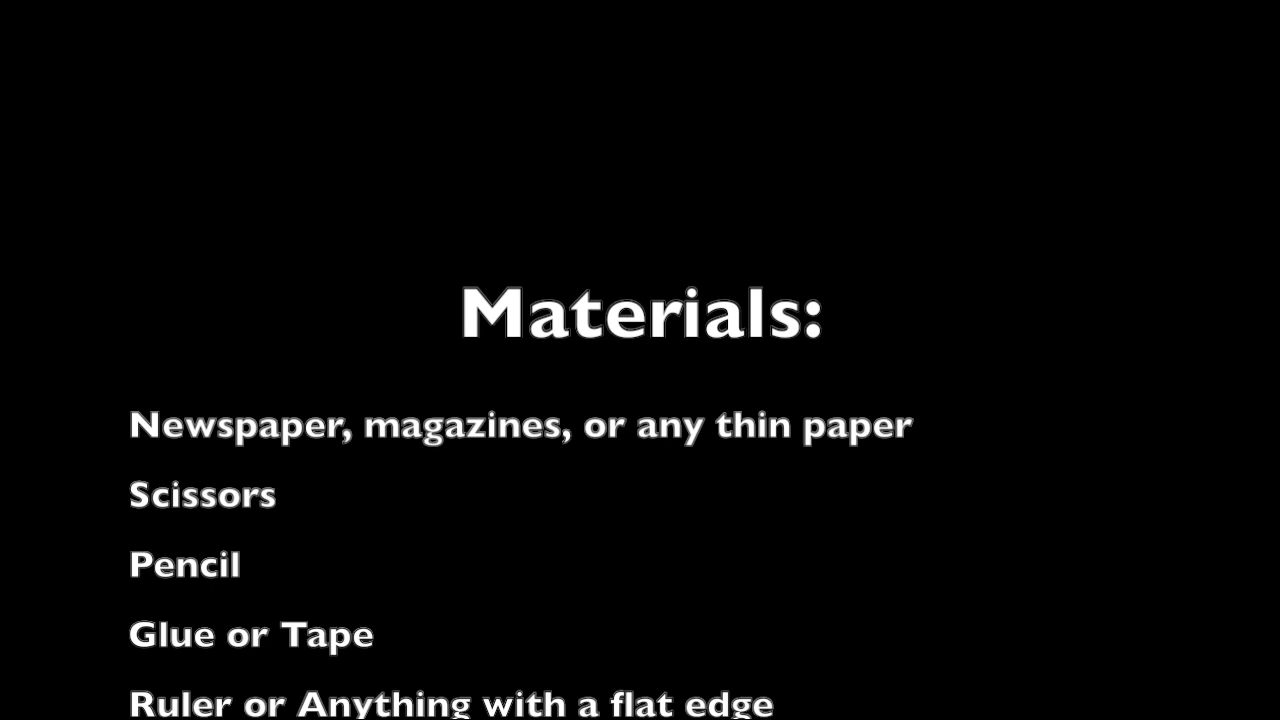 Materials:
Newspaper, magazines, or any thin paper
Scissors
Pencil
Glue or Tape
Ruler or Anything with a flat edge